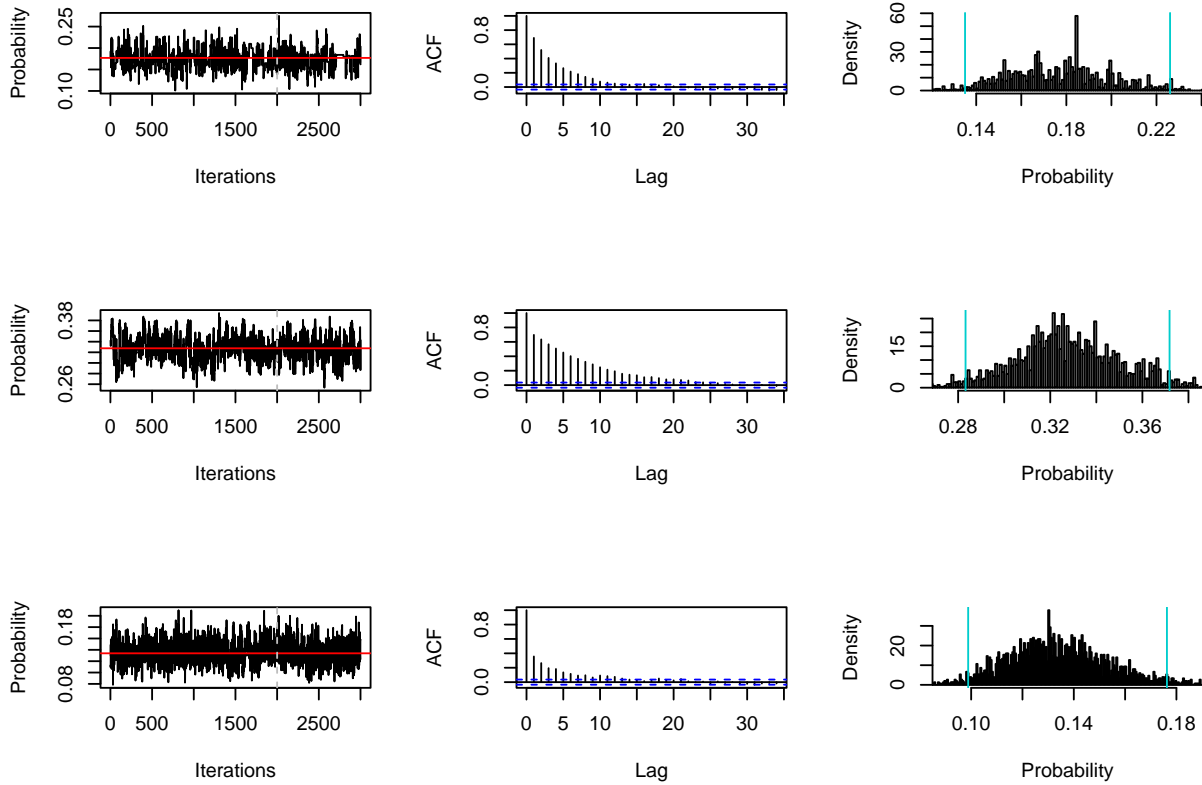 Probability
0.10 0.25
0 500 1500 2500
Iterations
ACF
0.0 0.8
0 5 10 20 30
Lag
Density
0 30 60
0.14 0.18 0.22
Probability
Probability
0.26 0.38
0 500 1500 2500
Iterations
ACF
0.0 0.8
0 5 10 20 30
Lag
Density
0 15
0.28 0.32 0.36
Probability
Probability
0.08 0.18
0 500 1500 2500
Iterations
ACF
0.0 0.8
0 5 10 20 30
Lag
Density
0 20
0.10 0.14 0.18
Probability